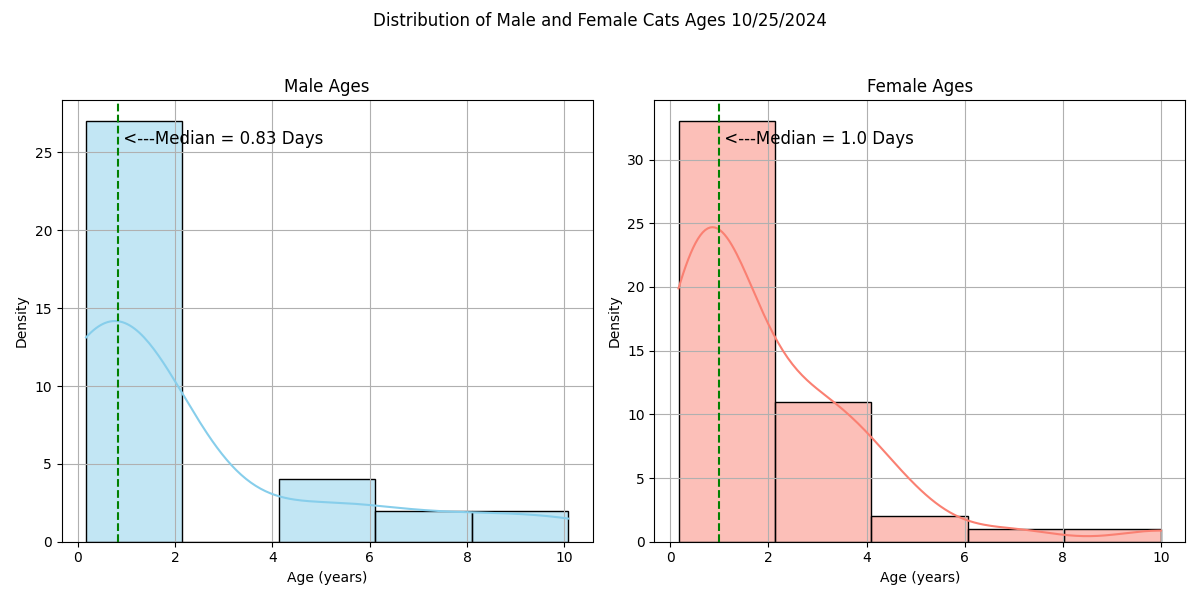 Distribution of Male and Female Cats Ages 10/25/2024
Male Ages
<---Median = 0.83 Days
Density
25
20
15
10
5
0
0 2 4 6 8 10
Age (years)
Female Ages
<---Median = 1.0 Days
Density
30
25
20
15
10
5
0
0 2 4 6 8 10
Age (years)